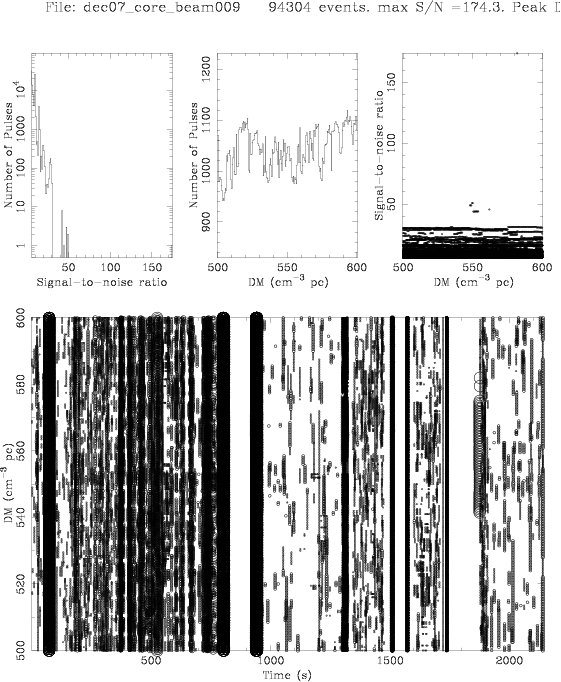 File: dec07_core_beam009 94304 events. max S/N =174.3. Peak D
Number of Pulses
10⁴
1000
100
10
1
50 100 150
Signal-to-noise ratio
Number of Pulses
1200
1100
1000
900
500 550 600
DM (cm⁻³ pc)
Signal-to-noise ratio
150
100
50
500 550 600
DM (cm⁻³ pc)
DM (cm⁻³ pc)
600
580
560
540
520
500
500 1000 1500 2000
Time (s)